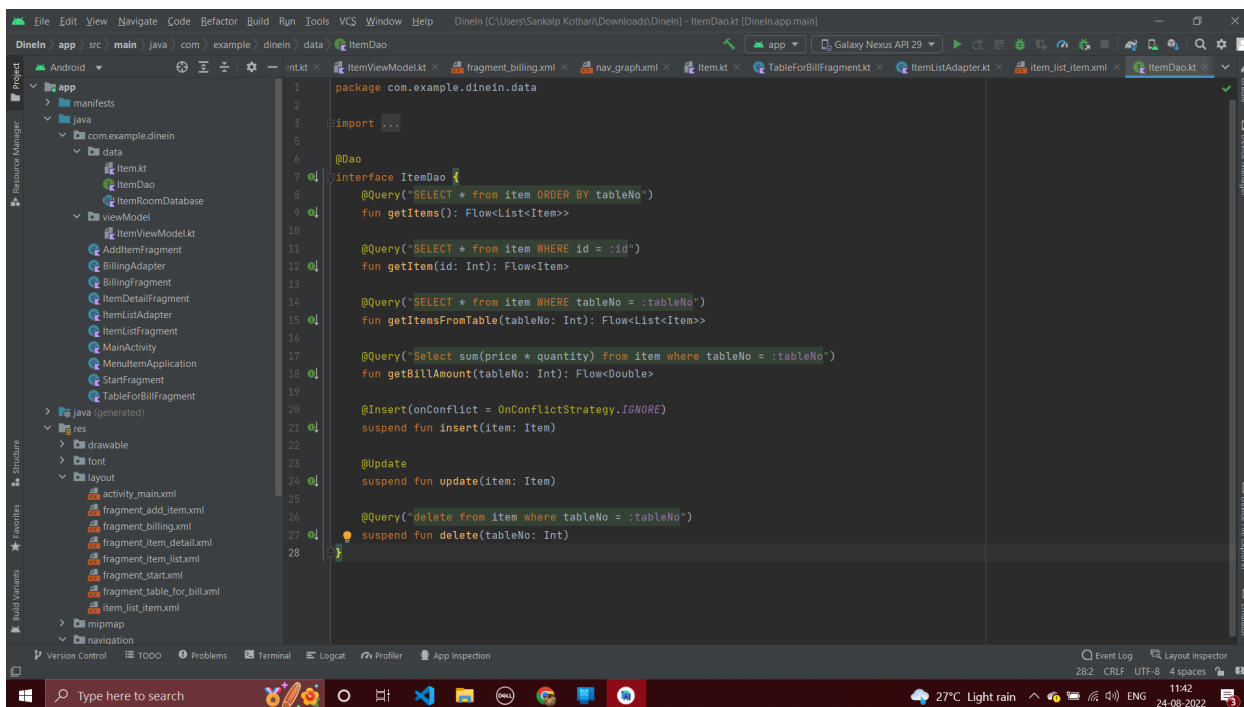 File Edit View Navigate Code Refactor Build Run Tools VCS Window Help DineIn [C:\Users\Sankalp Kothari\Downloads\DineIn] - ItemDao.kt [DineIn.app.main]
DineIn app src main java com example dinein data ItemDao
app Galaxy Nexus API 29
Android
nt.kt ItemViewModel.kt fragment_billing.xml nav_graph.xml Item.kt TableForBillFragment.kt ItemListAdapter.kt item_list_item.xml ItemDao.kt
Project
Resource Manager
Structure
Favorites
Build Variants
app
manifests
java
com.example.dinein
data
Item.kt
ItemDao
ItemRoomDatabase
viewModel
ItemViewModel.kt
AddItemFragment
BillingAdapter
BillingFragment
ItemDetailFragment
ItemListAdapter
ItemListFragment
MainActivity
MenuItemApplication
StartFragment
TableForBillFragment
java (generated)
res
drawable
font
layout
activity_main.xml
fragment_add_item.xml
fragment_billing.xml
fragment_item_detail.xml
fragment_item_list.xml
fragment_start.xml
fragment_table_for_bill.xml
item_list_item.xml
mipmap
navigation
1 package com.example.dinein.data
2
3 import ...
5
6 @Dao
7 interface ItemDao {
8 @Query("SELECT * from item ORDER BY tableNo")
9 fun getItems(): Flow<List<Item>>
10
11 @Query("SELECT * from item WHERE id = :id")
12 fun getItem(id: Int): Flow<Item>
13
14 @Query("SELECT * from item WHERE tableNo = :tableNo")
15 fun getItemsFromTable(tableNo: Int): Flow<List<Item>>
16
17 @Query("Select sum(price * quantity) from item where tableNo = :tableNo")
18 fun getBillAmount(tableNo: Int): Flow<Double>
19
20 @Insert(onConflict = OnConflictStrategy.IGNORE)
21 suspend fun insert(item: Item)
22
23 @Update
24 suspend fun update(item: Item)
25
26 @Query("delete from item where tableNo = :tableNo")
27 suspend fun delete(tableNo: Int)
28 }
Version Control TODO Problems Terminal Logcat Profiler App Inspection Event Log Layout Inspector
28:2 CRLF UTF-8 4 spaces
Type here to search DELL 27°C Light rain ENG 11:42
24-08-2022 3